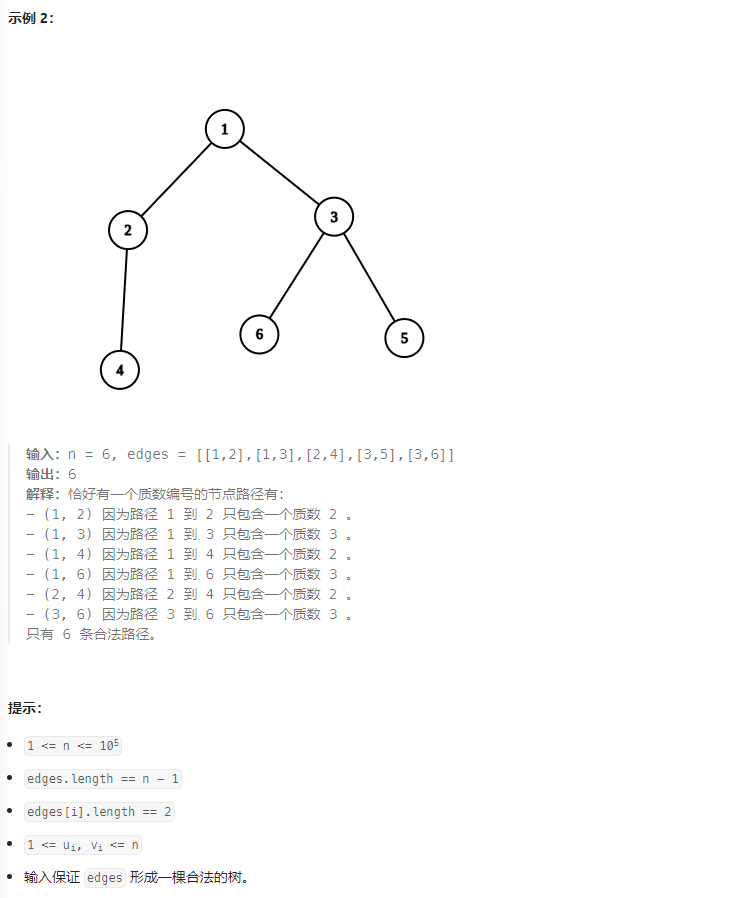 示例 2：
1
2
3
6
5
4
输入：n = 6, edges = [[1,2],[1,3],[2,4],[3,5],[3,6]]
输出：6
解释：恰好有一个质数编号的节点路径有：
- (1, 2) 因为路径 1 到 2 只包含一个质数 2 。
- (1, 3) 因为路径 1 到 3 只包含一个质数 3 。
- (1, 4) 因为路径 1 到 4 只包含一个质数 2 。
- (1, 6) 因为路径 1 到 6 只包含一个质数 3 。
- (2, 4) 因为路径 2 到 4 只包含一个质数 2 。
- (3, 6) 因为路径 3 到 6 只包含一个质数 3 。
只有 6 条合法路径。
提示：
• 1 <= n <= 10⁵
• edges.length == n - 1
• edges[i].length == 2
• 1 <= uᵢ, vᵢ <= n
• 输入保证 edges 形成一棵合法的树。